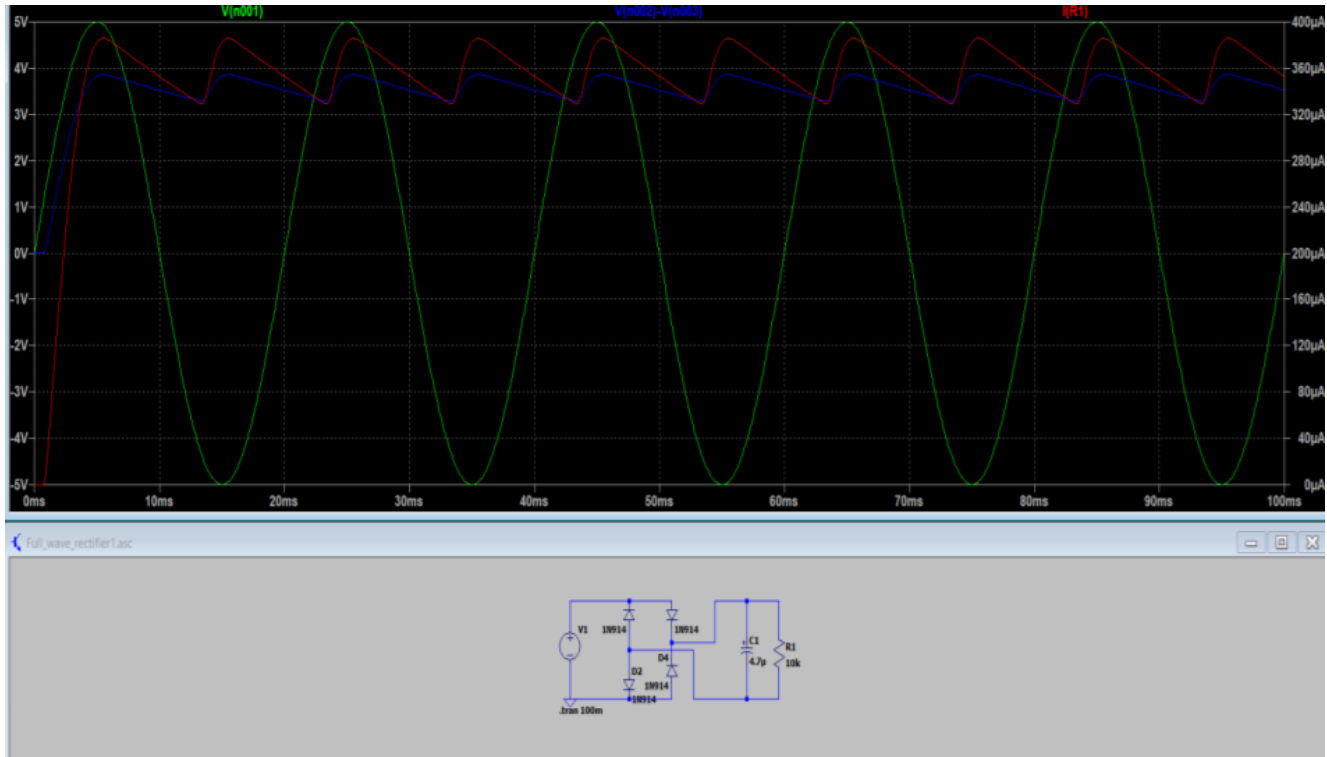 V(n001) V(n002)-V(n003) I(R1)
5V 400µA
4V 360µA
3V 320µA
2V 280µA
1V 240µA
0V 200µA
-1V 160µA
-2V 120µA
-3V 80µA
-4V 40µA
-5V 0µA
0ms 10ms 20ms 30ms 40ms 50ms 60ms 70ms 80ms 90ms 100ms
Full_wave_rectifier1.asc
V1 1N914 1N914
C1 R1
D4 4.7µ 10k
D2
1N914
1N914
.tran 100m